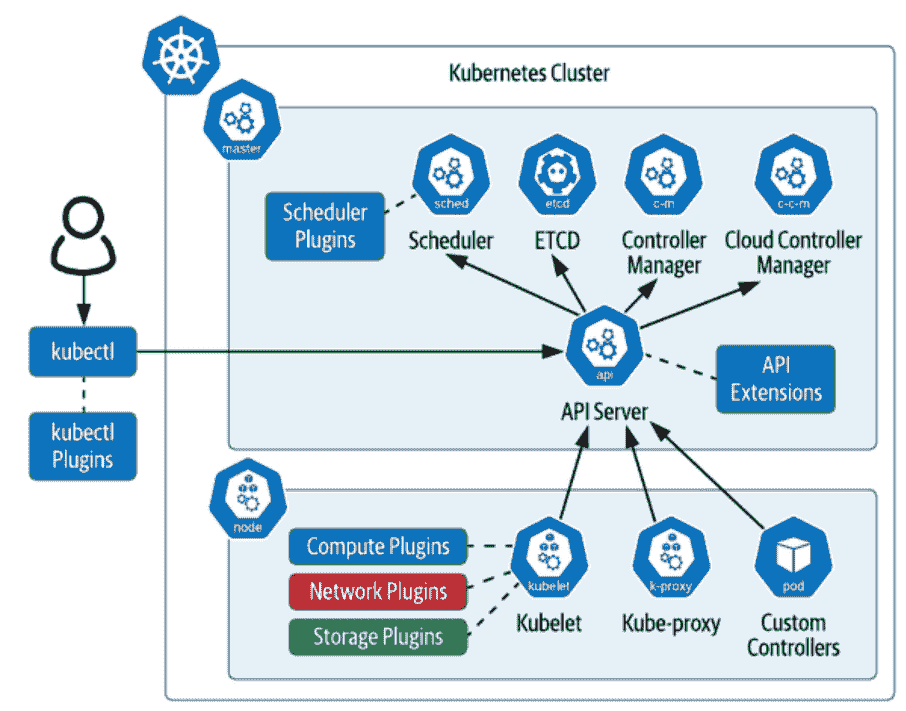 Kubernetes Cluster
master
sched
etcd
c-m
c-c-m
Scheduler
Plugins
Scheduler
ETCD
Controller
Manager
Cloud Controller
Manager
kubectl
api
API
Extensions
API Server
kubectl
Plugins
node
Compute Plugins
Network Plugins
Storage Plugins
kubelet
k-proxy
pod
Kubelet
Kube-proxy
Custom
Controllers